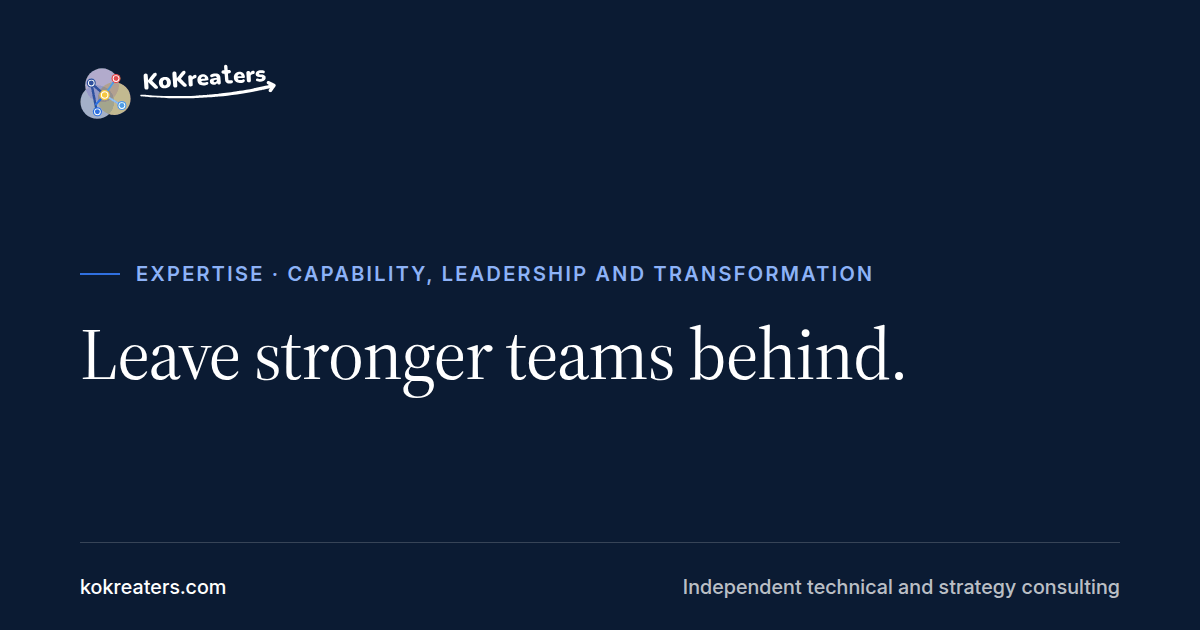 KoKreaters
EXPERTISE · CAPABILITY, LEADERSHIP AND TRANSFORMATION
Leave stronger teams behind.
kokreaters.com
Independent technical and strategy consulting